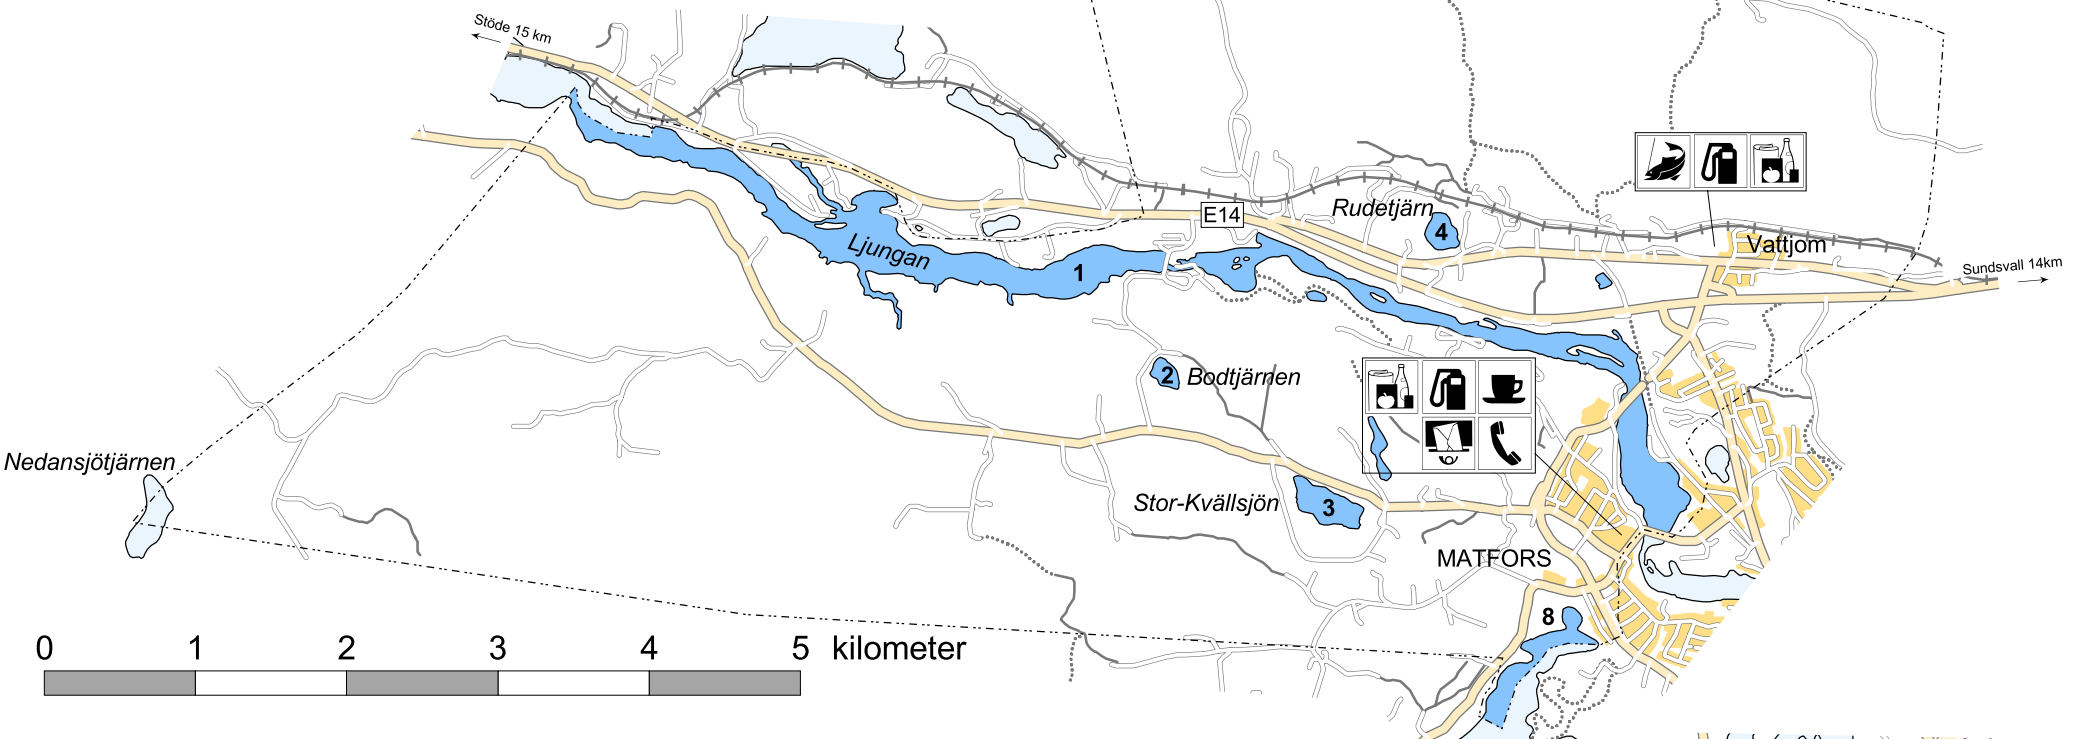 Stöde 15 km
E14
Rudetjärn
4
Vattjom
Sundsvall 14km
Ljungan
1
2 Bodtjärnen
Nedansjötjärnen
Stor-Kvällsjön 3
MATFORS
8
0 1 2 3 4 5 kilometer